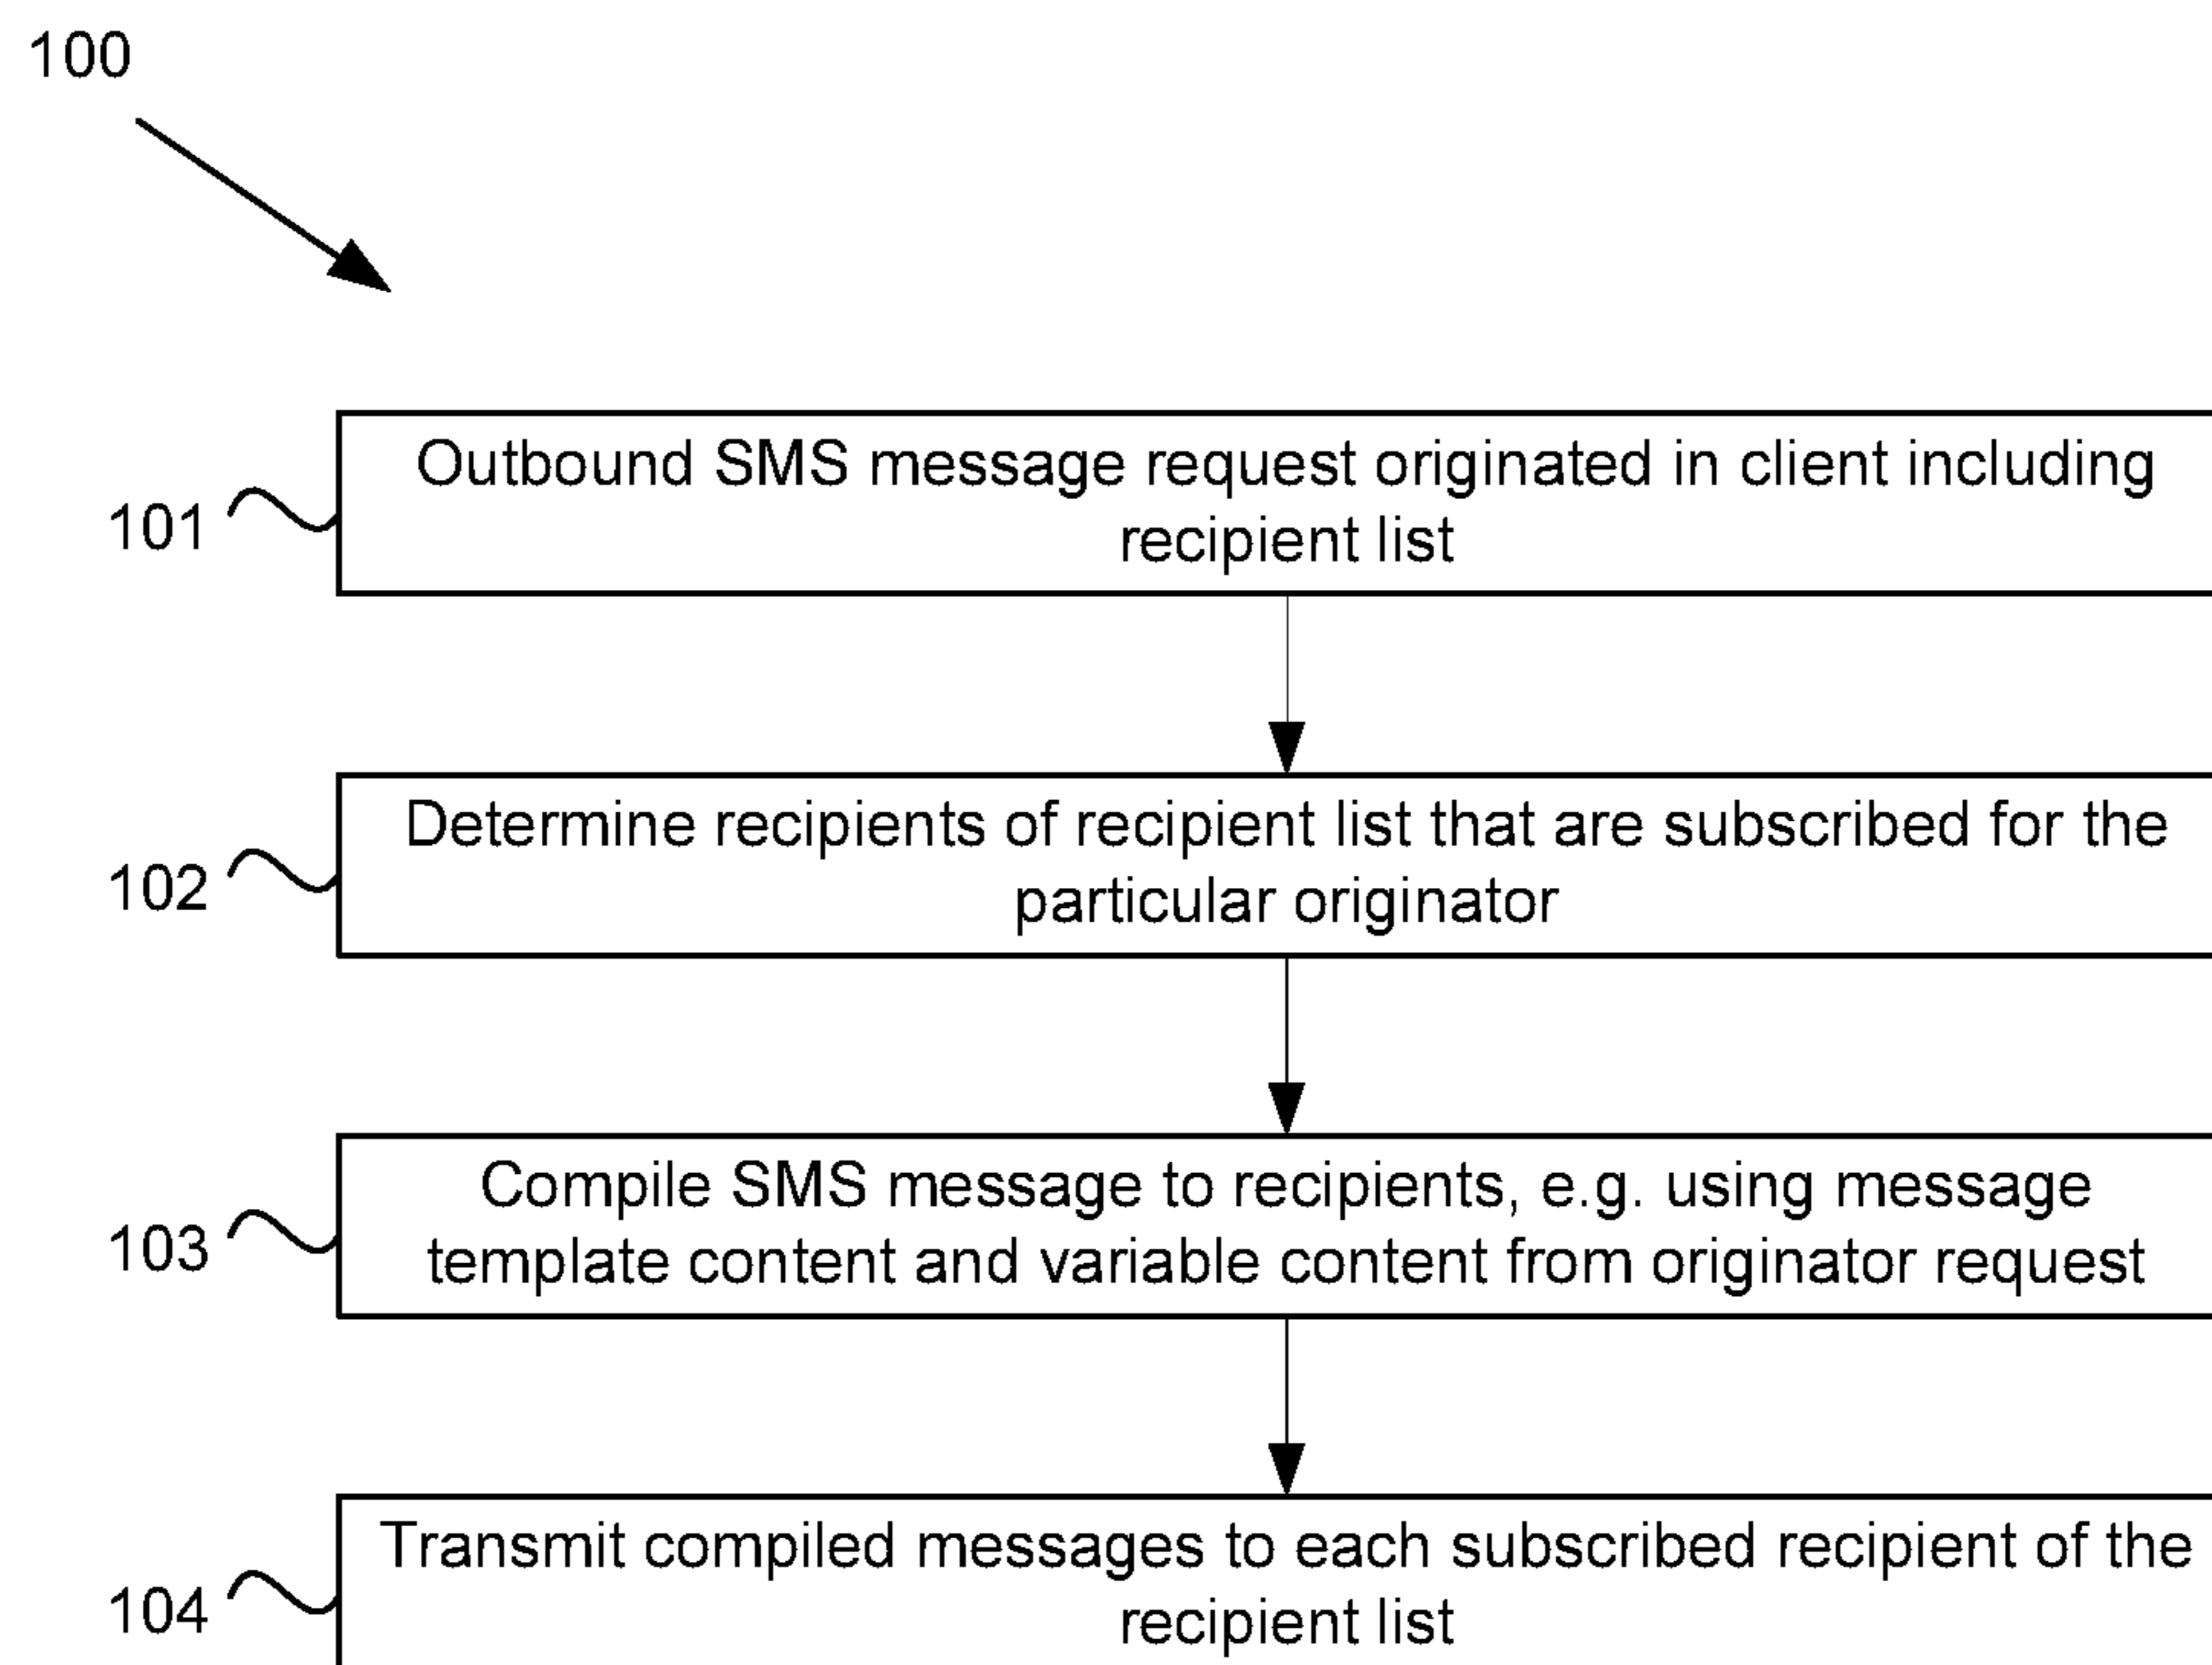 100
Outbound SMS message request originated in client including
recipient list
101
Determine recipients of recipient list that are subscribed for the
particular originator
102
Compile SMS message to recipients, e.g. using message
template content and variable content from originator request
103
Transmit compiled messages to each subscribed recipient of the
recipient list
104